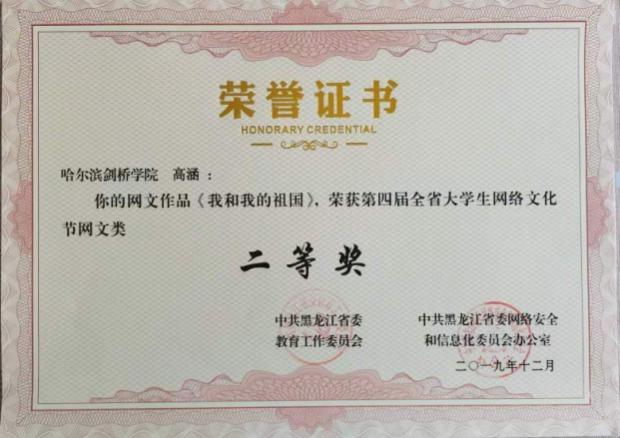 荣誉证书
HONORARY CREDENTIAL
哈尔滨剑桥学院 高涵：
你的网文作品《我和我的祖国》，荣获第四届全省大学生网络文化
节网文类
二等奖
中共黑龙江省委 中共黑龙江省委网络安全
教育工作委员会 和信息化委员会办公室
二〇一九年十二月